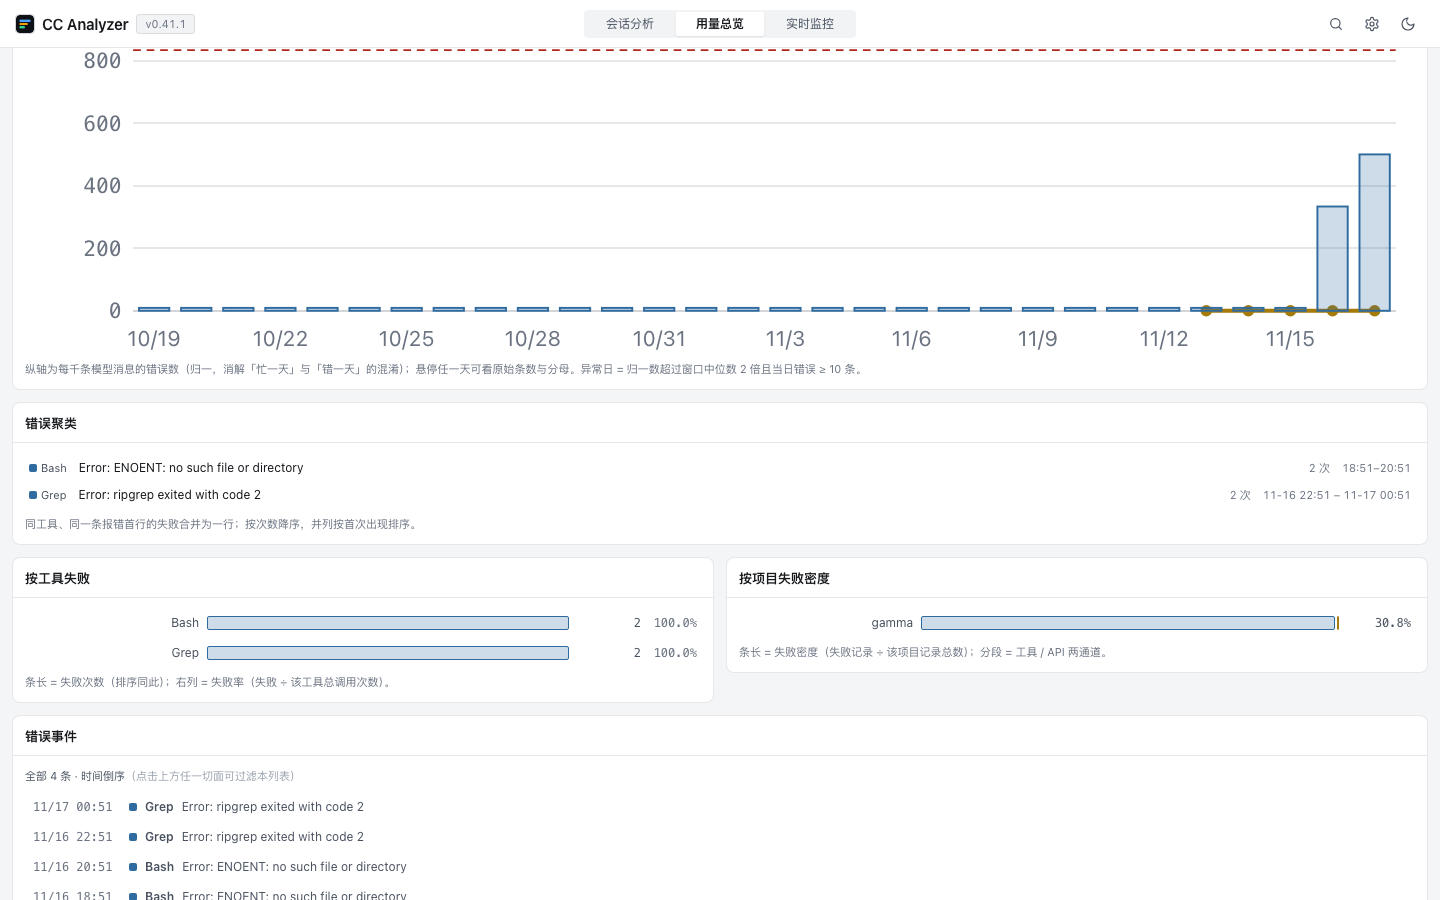 CC Analyzer v0.41.1 会话分析 用量总览 实时监控
800
600
400
200
0
10/19 10/22 10/25 10/28 10/31 11/3 11/6 11/9 11/12 11/15
纵轴为每千条模型消息的错误数（归一，消解「忙一天」与「错一天」的混淆）；悬停任一天可看原始条数与分母。异常日 = 归一数超过窗口中位数 2 倍且当日错误 ≥ 10 条。
错误聚类
Bash Error: ENOENT: no such file or directory 2 次 18:51–20:51
Grep Error: ripgrep exited with code 2 2 次 11-16 22:51 – 11-17 00:51
同工具、同一条报错首行的失败合并为一行；按次数降序，并列按首次出现排序。
按工具失败
Bash 2 100.0%
Grep 2 100.0%
条长 = 失败次数（排序同此）；右列 = 失败率（失败 ÷ 该工具总调用次数）。
按项目失败密度
gamma 30.8%
条长 = 失败密度（失败记录 ÷ 该项目记录总数）；分段 = 工具 / API 两通道。
错误事件
全部 4 条 · 时间倒序（点击上方任一切面可过滤本列表）
11/17 00:51 Grep Error: ripgrep exited with code 2
11/16 22:51 Grep Error: ripgrep exited with code 2
11/16 20:51 Bash Error: ENOENT: no such file or directory
11/16 18:51 Bash Error: ENOENT: no such file or directory